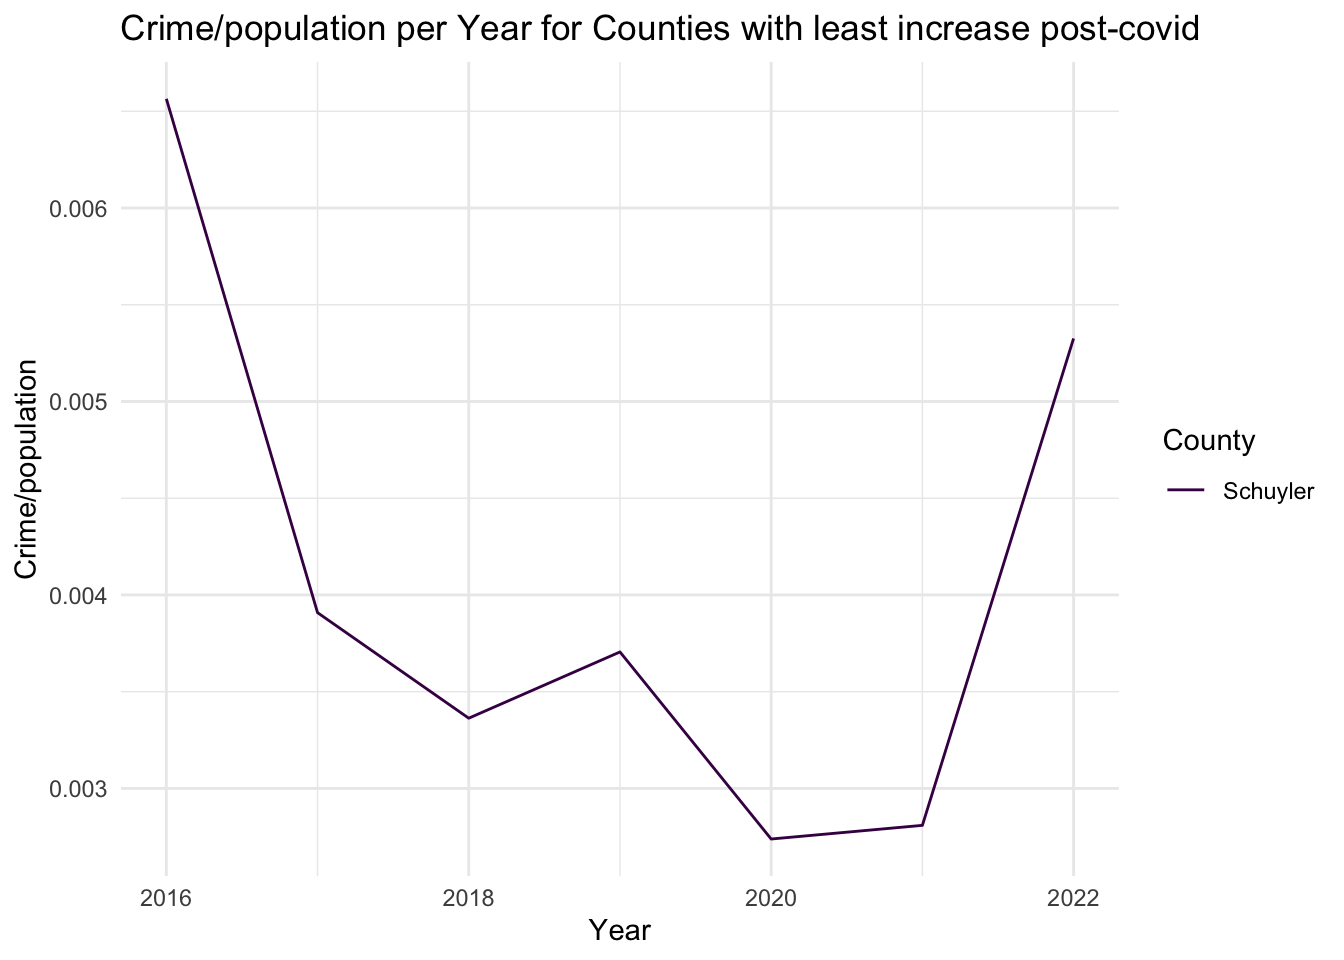 Crime/population per Year for Counties with least increase post-covid
Crime/population
0.006
0.005
0.004
0.003
2016
2018
2020
2022
Year
County
Schuyler